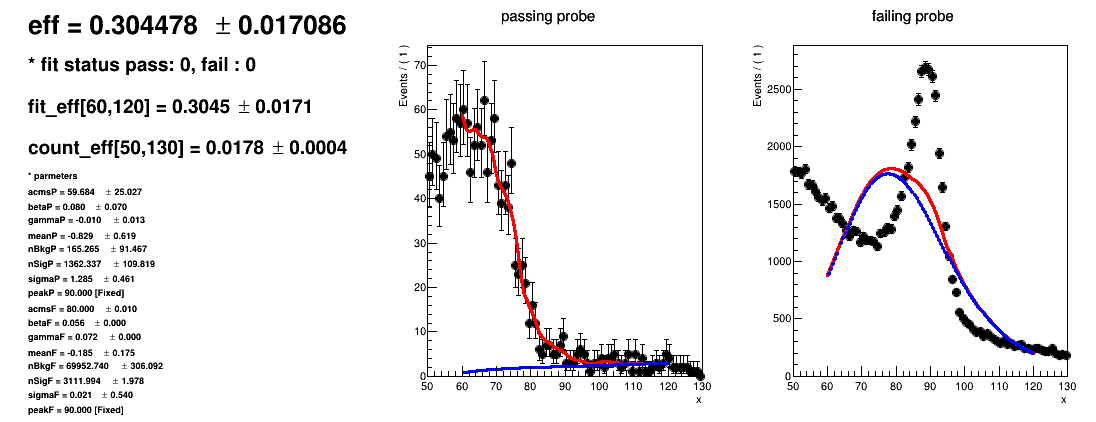 eff = 0.304478 ± 0.017086
* fit status pass: 0, fail : 0
fit_eff[60,120] = 0.3045 ± 0.0171
count_eff[50,130] = 0.0178 ± 0.0004
* parmeters
acmsP = 59.684 ± 25.027
betaP = 0.080 ± 0.070
gammaP = -0.010 ± 0.013
meanP = -0.829 ± 0.619
nBkgP = 165.265 ± 91.467
nSigP = 1362.337 ± 109.819
sigmaP = 1.285 ± 0.461
peakP = 90.000 [Fixed]
acmsF = 80.000 ± 0.010
betaF = 0.056 ± 0.000
gammaF = 0.072 ± 0.000
meanF = -0.185 ± 0.175
nBkgF = 69952.740 ± 306.092
nSigF = 3111.994 ± 1.978
sigmaF = 0.021 ± 0.540
peakF = 90.000 [Fixed]
passing probe
Events / ( 1 )
70
60
50
40
30
20
10
0
50 60 70 80 90 100 110 120 130
x
failing probe
Events / ( 1 )
2500
2000
1500
1000
500
0
50 60 70 80 90 100 110 120 130
x